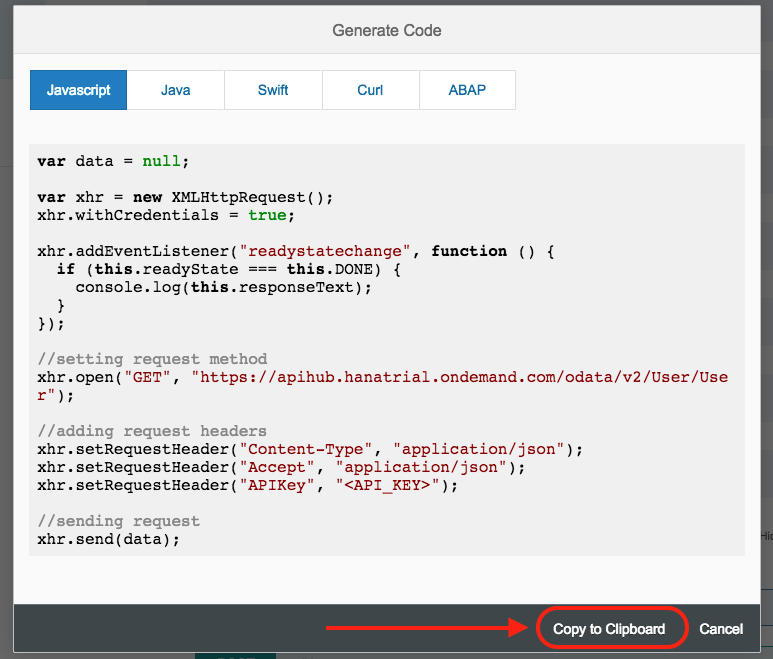 Generate Code
Javascript Java Swift Curl ABAP
var data = null;
var xhr = new XMLHttpRequest();
xhr.withCredentials = true;
xhr.addEventListener("readystatechange", function () {
  if (this.readyState === this.DONE) {
    console.log(this.responseText);
  }
});
//setting request method
xhr.open("GET", "https://apihub.hanatrial.ondemand.com/odata/v2/User/Use
r");
//adding request headers
xhr.setRequestHeader("Content-Type", "application/json");
xhr.setRequestHeader("Accept", "application/json");
xhr.setRequestHeader("APIKey", "<API_KEY>");
//sending request
xhr.send(data);
Copy to Clipboard Cancel